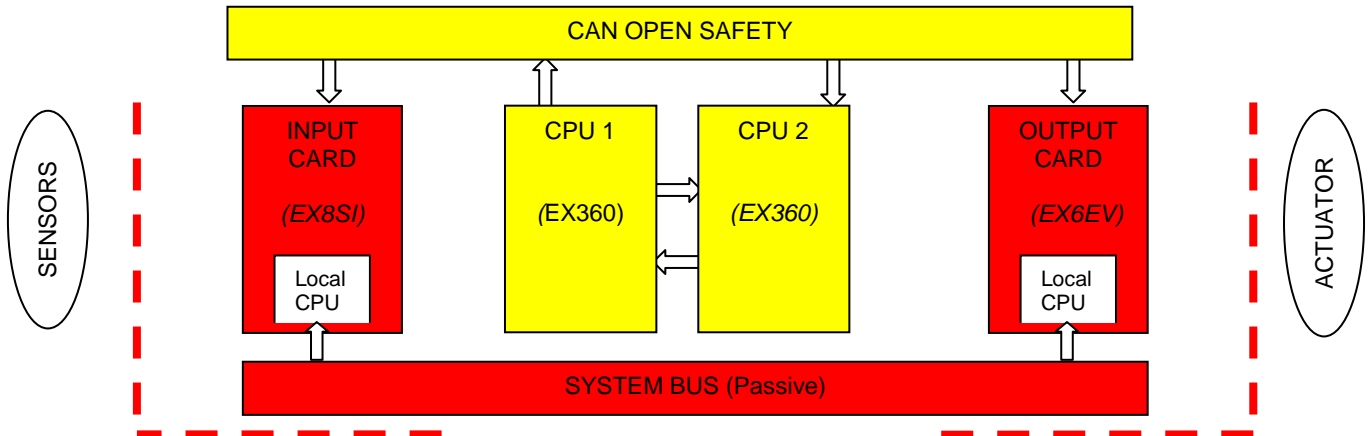 CAN OPEN SAFETY
SENSORS
INPUT
CARD
(EX8SI)
Local
CPU
CPU 1
(EX360)
CPU 2
(EX360)
OUTPUT
CARD
(EX6EV)
Local
CPU
ACTUATOR
SYSTEM BUS (Passive)